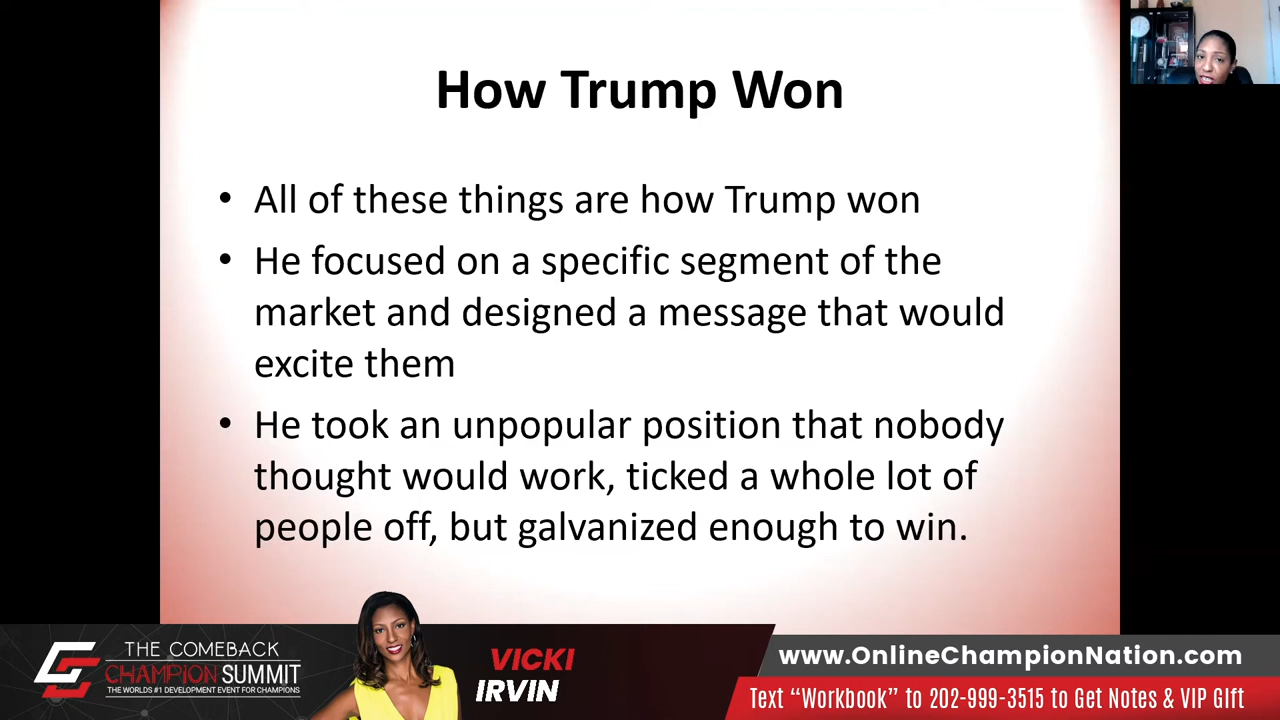 How Trump Won
• All of these things are how Trump won
• He focused on a specific segment of the
market and designed a message that would
excite them
• He took an unpopular position that nobody
thought would work, ticked a whole lot of
people off, but galvanized enough to win.
THE COMEBACK
CHAMPION SUMMIT
THE WORLDS #1 DEVELOPMENT EVENT FOR CHAMPIONS
VICKI
IRVIN
www.OnlineChampionNation.com
Text “Workbook” to 202-999-3515 to Get Notes & VIP GIft